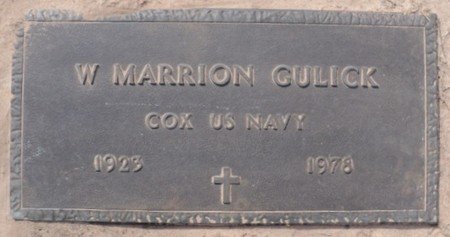 W MARRION GULICK
COX US NAVY
1923 1978